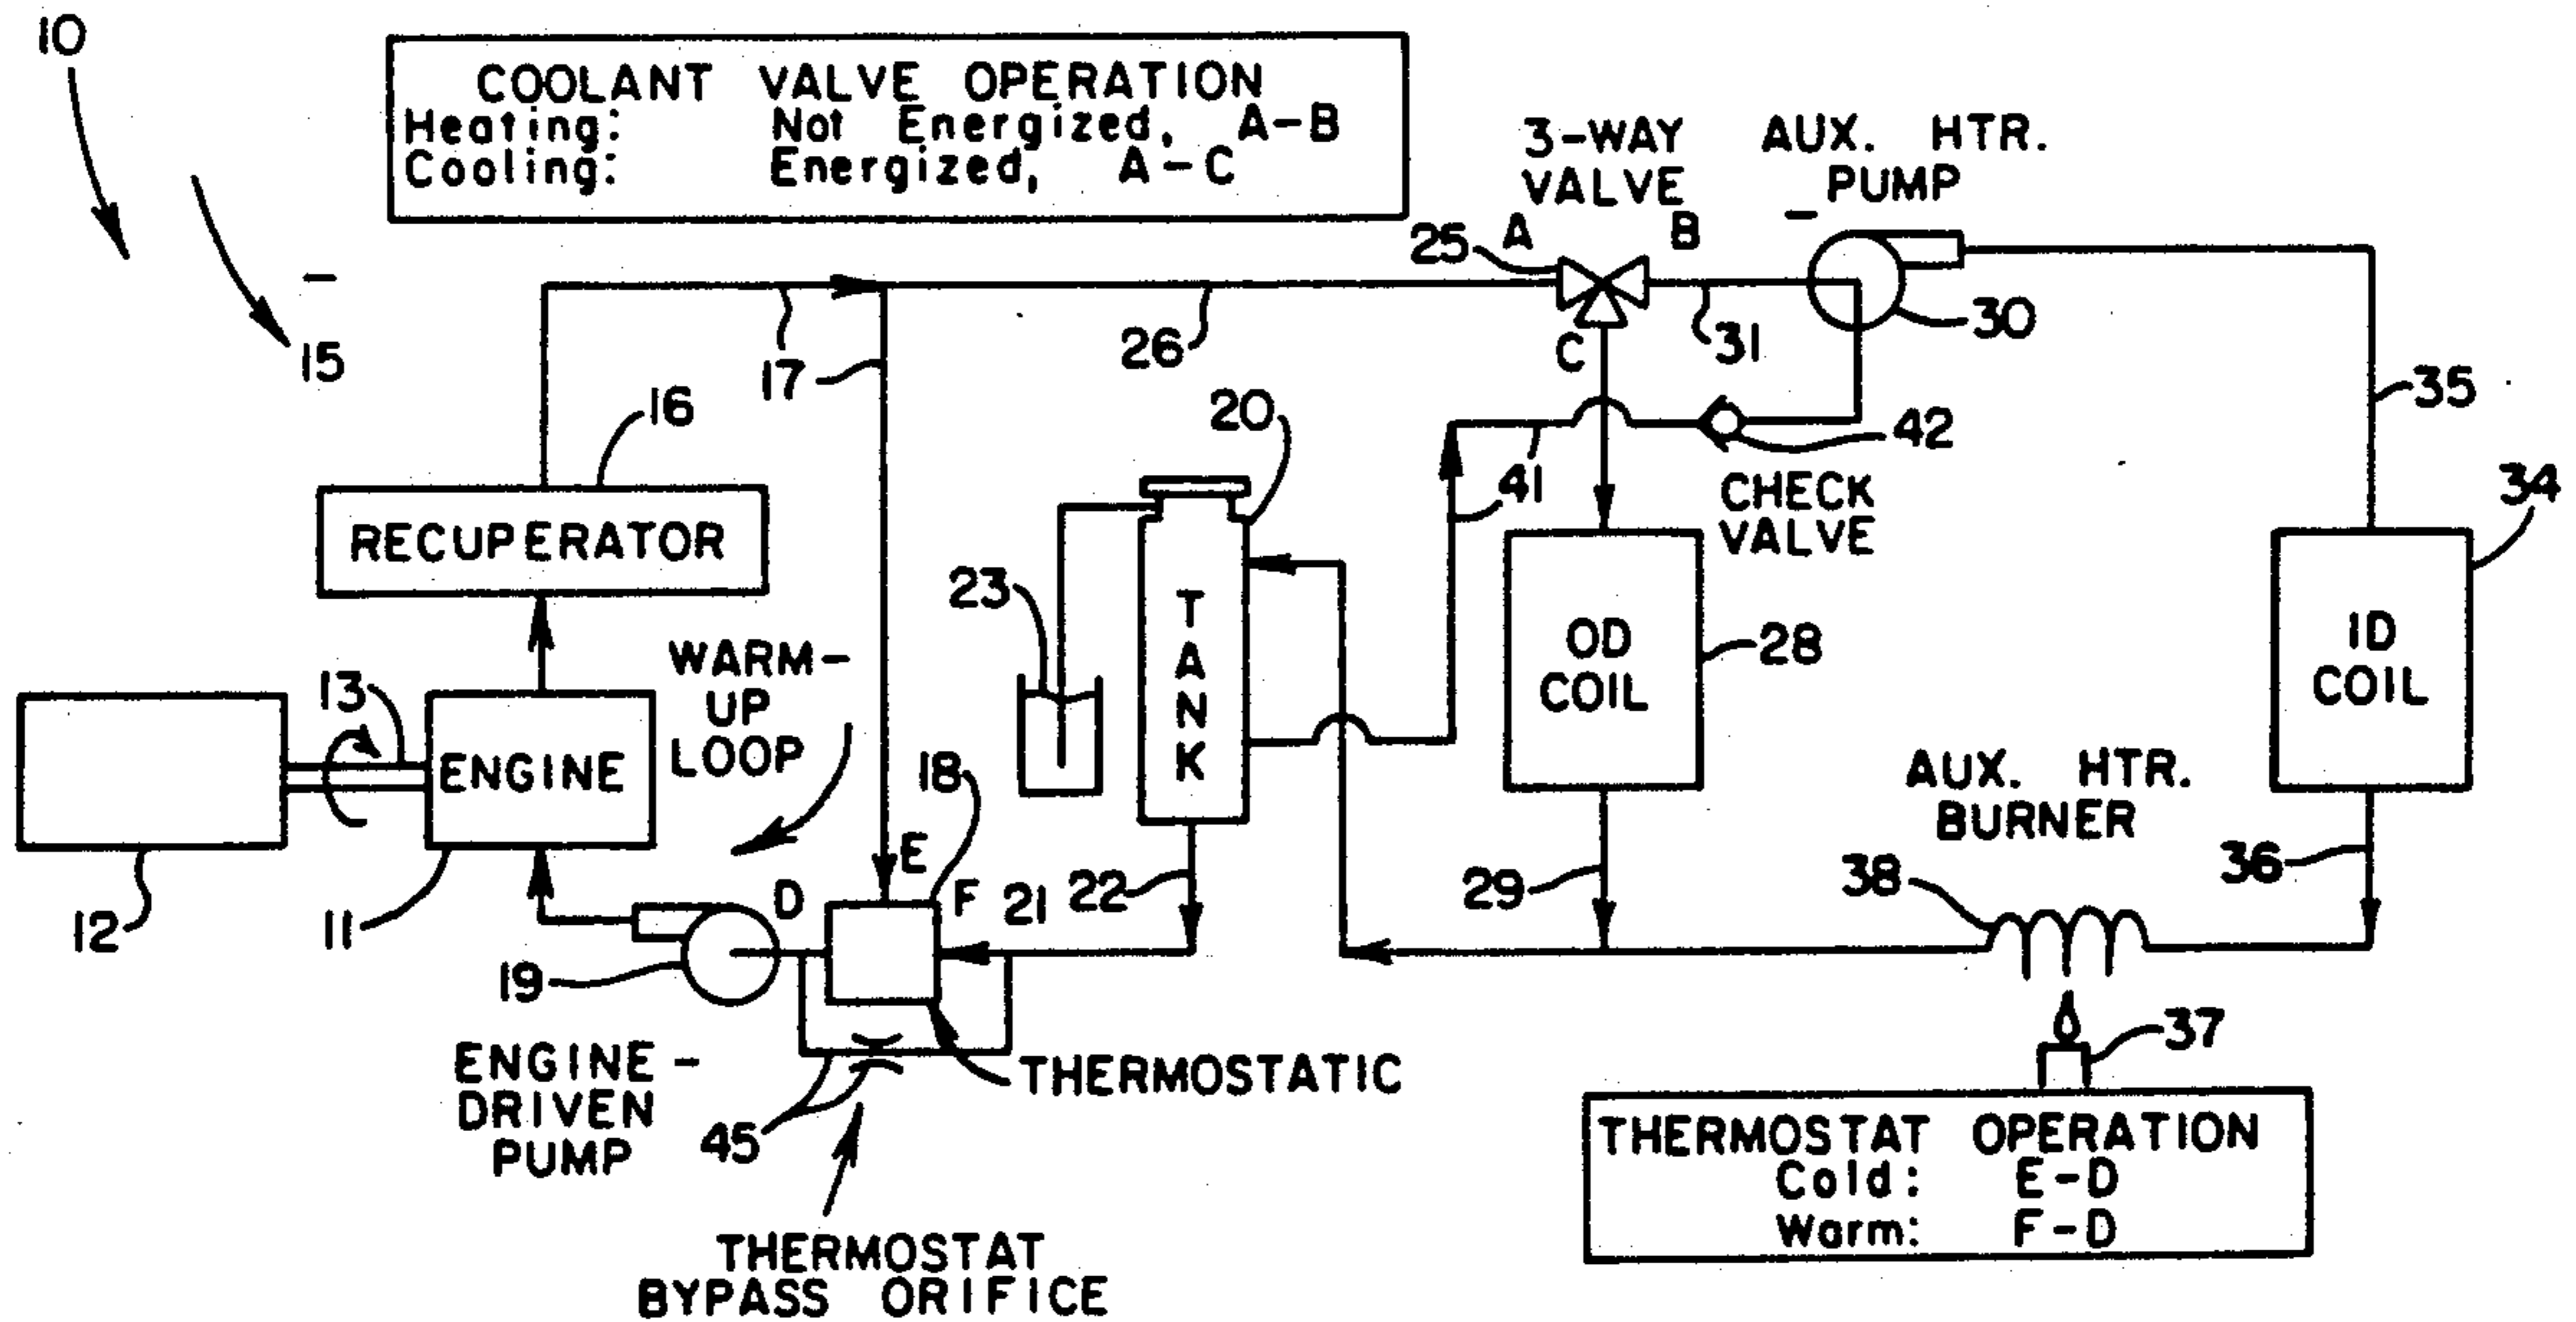 10
COOLANT VALVE OPERATION
Heating: Not Energized, A-B
Cooling: Energized, A-C
3-WAY
VALVE
AUX. HTR.
PUMP
25
A
B
C
15
17
17
26
31
30
35
16
20
41
42
CHECK
VALVE
34
RECUPERATOR
23
TANK
OD
COIL
28
ID
COIL
13
WARM-
UP
LOOP
ENGINE
18
12
11
D
E
F
21
22
29
AUX. HTR.
BURNER
38
36
19
37
ENGINE-
DRIVEN
PUMP
45
THERMOSTATIC
THERMOSTAT
BYPASS ORIFICE
THERMOSTAT OPERATION
Cold: E-D
Warm: F-D